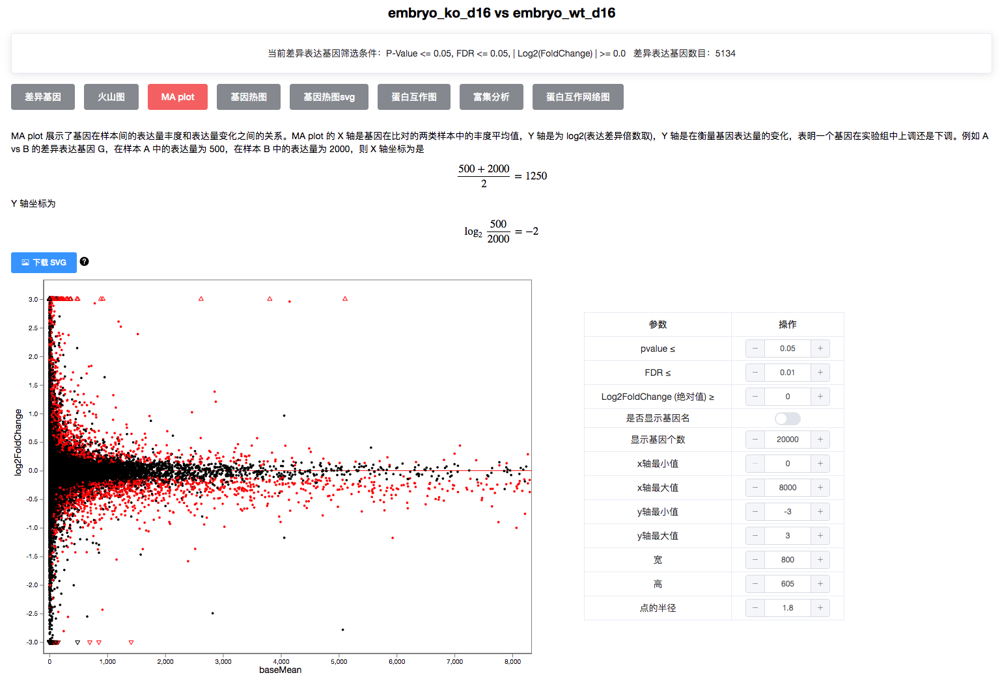 embryo_ko_d16 vs embryo_wt_d16
当前差异表达基因筛选条件：P-Value <= 0.05, FDR <= 0.05, | Log2(FoldChange) | >= 0.0 差异表达基因数目：5134
差异基因 火山图 MA plot 基因热图 基因热图svg 蛋白互作图 富集分析 蛋白互作网络图
MA plot 展示了基因在样本间的表达量丰度和表达量变化之间的关系。MA plot 的 X 轴是基因在比对的两类样本中的丰度平均值，Y 轴是为 log2(表达差异倍数取)，Y 轴是在衡量基因表达量的变化，表明一个基因在实验组中上调还是下调。例如 A
vs B 的差异表达基因 G，在样本 A 中的表达量为 500，在样本 B 中的表达量为 2000，则 X 轴坐标为是
500 + 2000
2
= 1250
Y 轴坐标为
log2 500
2000
= −2
下载 SVG ?
3.0
2.5
2.0
1.5
1.0
0.5
0.0
-0.5
-1.0
-1.5
-2.0
-2.5
-3.0
log2FoldChange
0 1,000 2,000 3,000 4,000 5,000 6,000 7,000 8,000
baseMean
参数 操作
pvalue ≤ − 0.05 +
FDR ≤ − 0.01 +
Log2FoldChange (绝对值) ≥ − 0 +
是否显示基因名
显示基因个数 − 20000 +
x轴最小值 − 0 +
x轴最大值 − 8000 +
y轴最小值 − -3 +
y轴最大值 − 3 +
宽 − 800 +
高 − 605 +
点的半径 − 1.8 +